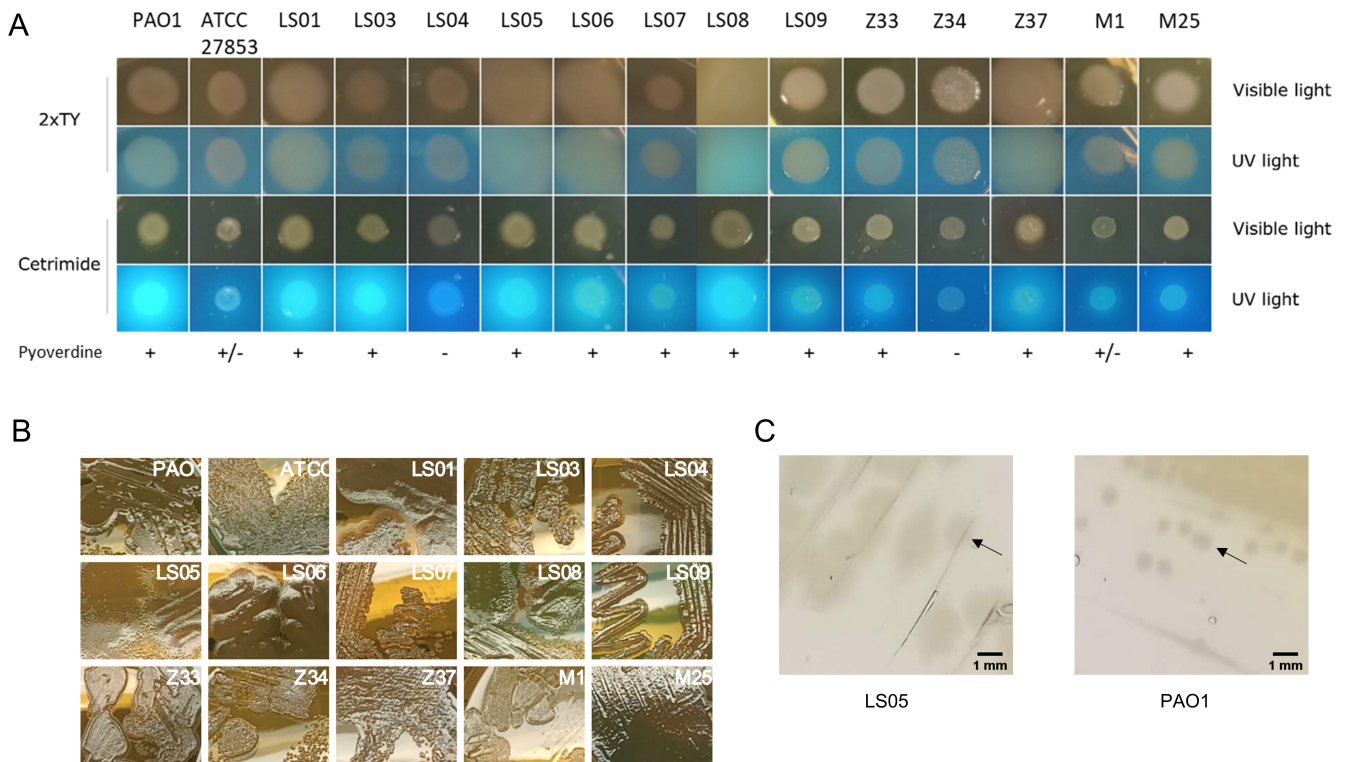 A
PAO1 ATCC 27853 LS01 LS03 LS04 LS05 LS06 LS07 LS08 LS09 Z33 Z34 Z37 M1 M25
2xTY
Visible light
UV light
Cetrimide
Visible light
UV light
Pyoverdine + +/- + + - + + + + + + - + +/- +
B
PAO ATCC LS01 LS03 LS04
LS05 LS06 LS07 LS08 LS09
Z33 Z34 Z37 M1 M25
C
1 mm 1 mm
LS05 PAO1